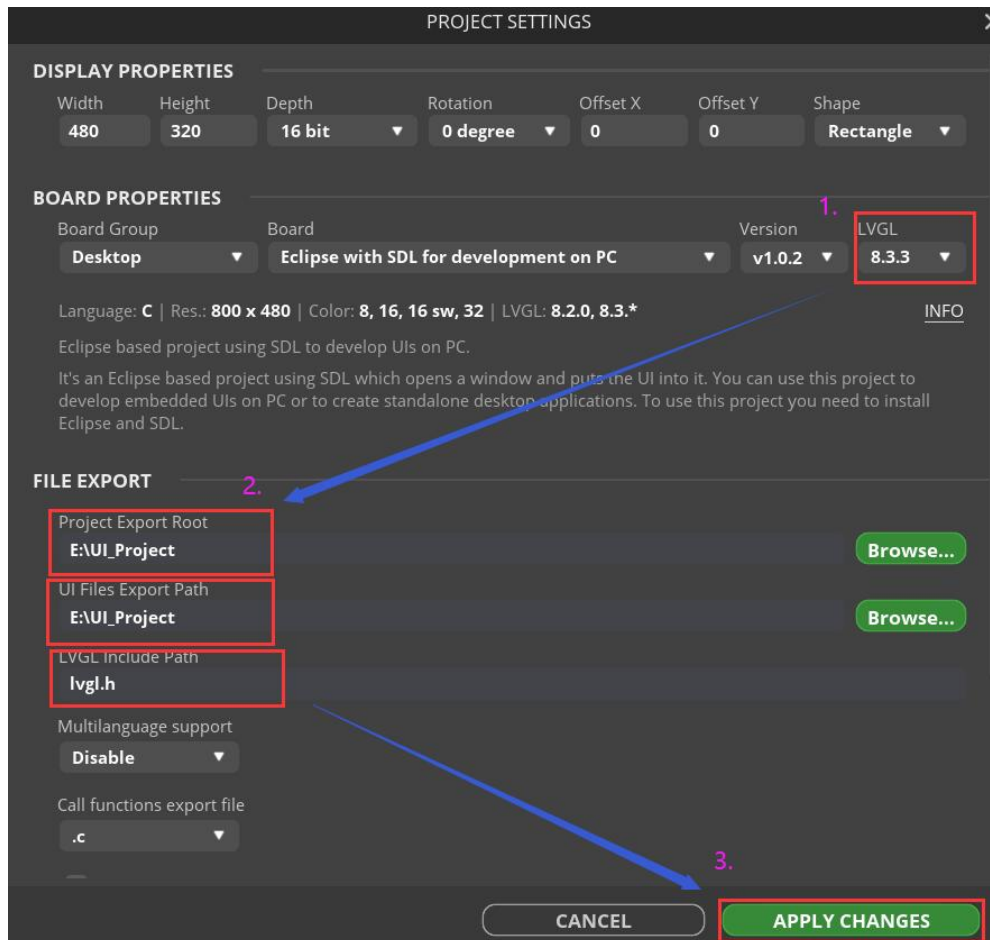 PROJECT SETTINGS
DISPLAY PROPERTIES
Width Height Depth Rotation Offset X Offset Y Shape
480 320 16 bit 0 degree 0 0 Rectangle
BOARD PROPERTIES
1.
Board Group Board Version LVGL
Desktop Eclipse with SDL for development on PC v1.0.2 8.3.3
Language: C | Res.: 800 x 480 | Color: 8, 16, 16 sw, 32 | LVGL: 8.2.0, 8.3.* INFO
Eclipse based project using SDL to develop UIs on PC.
It's an Eclipse based project using SDL which opens a window and puts the UI into it. You can use this project to
develop embedded UIs on PC or to create standalone desktop applications. To use this project you need to install
Eclipse and SDL.
FILE EXPORT
2.
Project Export Root
E:\UI_Project Browse...
UI Files Export Path
E:\UI_Project Browse...
LVGL Include Path
lvgl.h
Multilanguage support
Disable
Call functions export file
.c
3.
CANCEL APPLY CHANGES